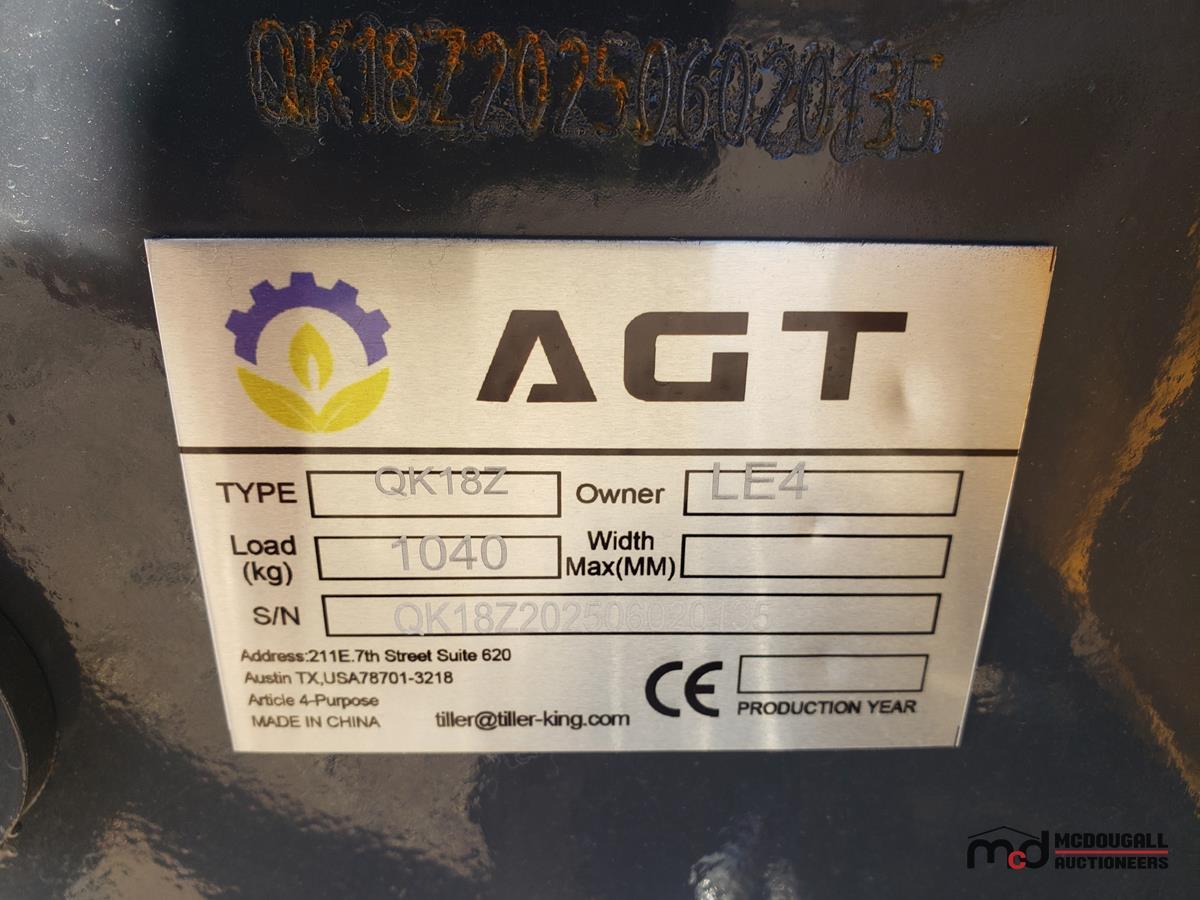 QK18Z202506020135
AGT
TYPE QK18Z Owner LE4
Load (kg) 1040 Width Max(MM)
S/N QK18Z202506020135
Address:211E.7th Street Suite 620
Austin TX,USA78701-3218
Article 4-Purpose
MADE IN CHINA tiller@tiller-king.com
CE PRODUCTION YEAR
mcd MCDOUGALL AUCTIONEERS